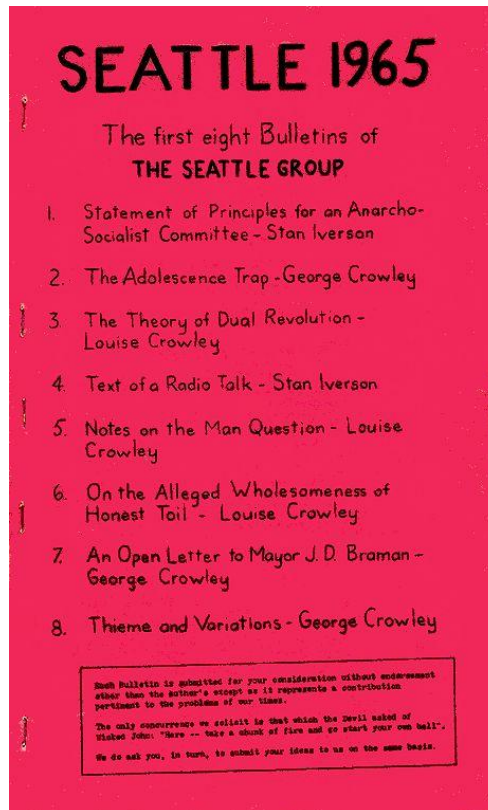 SEATTLE 1965
The first eight Bulletins of
THE SEATTLE GROUP
1. Statement of Principles for an Anarcho-
Socialist Committee - Stan Iverson
2. The Adolescence Trap - George Crowley
3. The Theory of Dual Revolution -
Louise Crowley
4. Text of a Radio Talk - Stan Iverson
5. Notes on the Man Question - Louise
Crowley
6. On the Alleged Wholesomeness of
Honest Toil - Louise Crowley
7. An Open Letter to Mayor J. D. Braman -
George Crowley
8. Thieme and Variations - George Crowley
Each Bulletin is submitted for your consideration without endorsement
other than the author's except as it represents a contribution
pertinent to the problems of our times.
The only concurrence we solicit is that which the Devil asked of
Wicked John: "Here -- take a chunk of fire and go start your own hell".
We do ask you, in turn, to submit your ideas to us on the same basis.